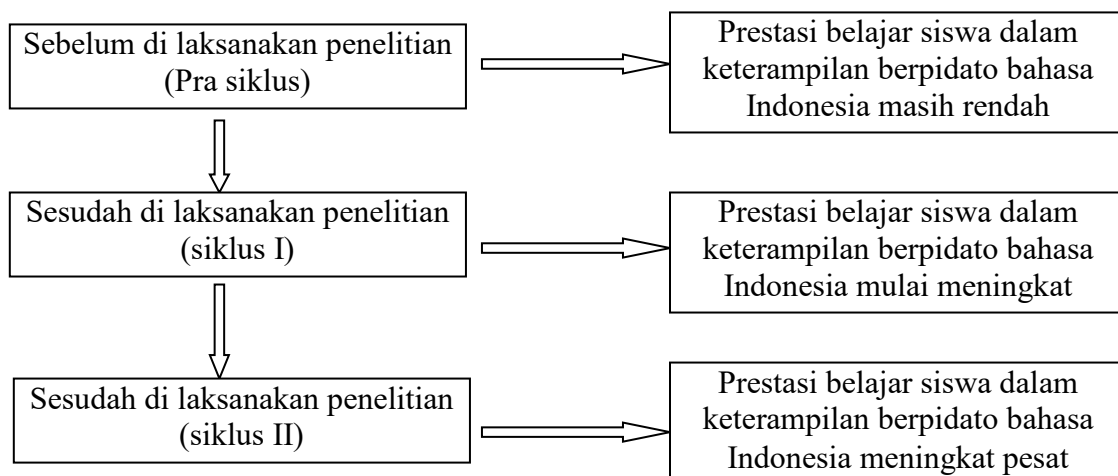 Sebelum di laksanakan penelitian
(Pra siklus)
Prestasi belajar siswa dalam
keterampilan berpidato bahasa
Indonesia masih rendah
Sesudah di laksanakan penelitian
(siklus I)
Prestasi belajar siswa dalam
keterampilan berpidato bahasa
Indonesia mulai meningkat
Sesudah di laksanakan penelitian
(siklus II)
Prestasi belajar siswa dalam
keterampilan berpidato bahasa
Indonesia meningkat pesat